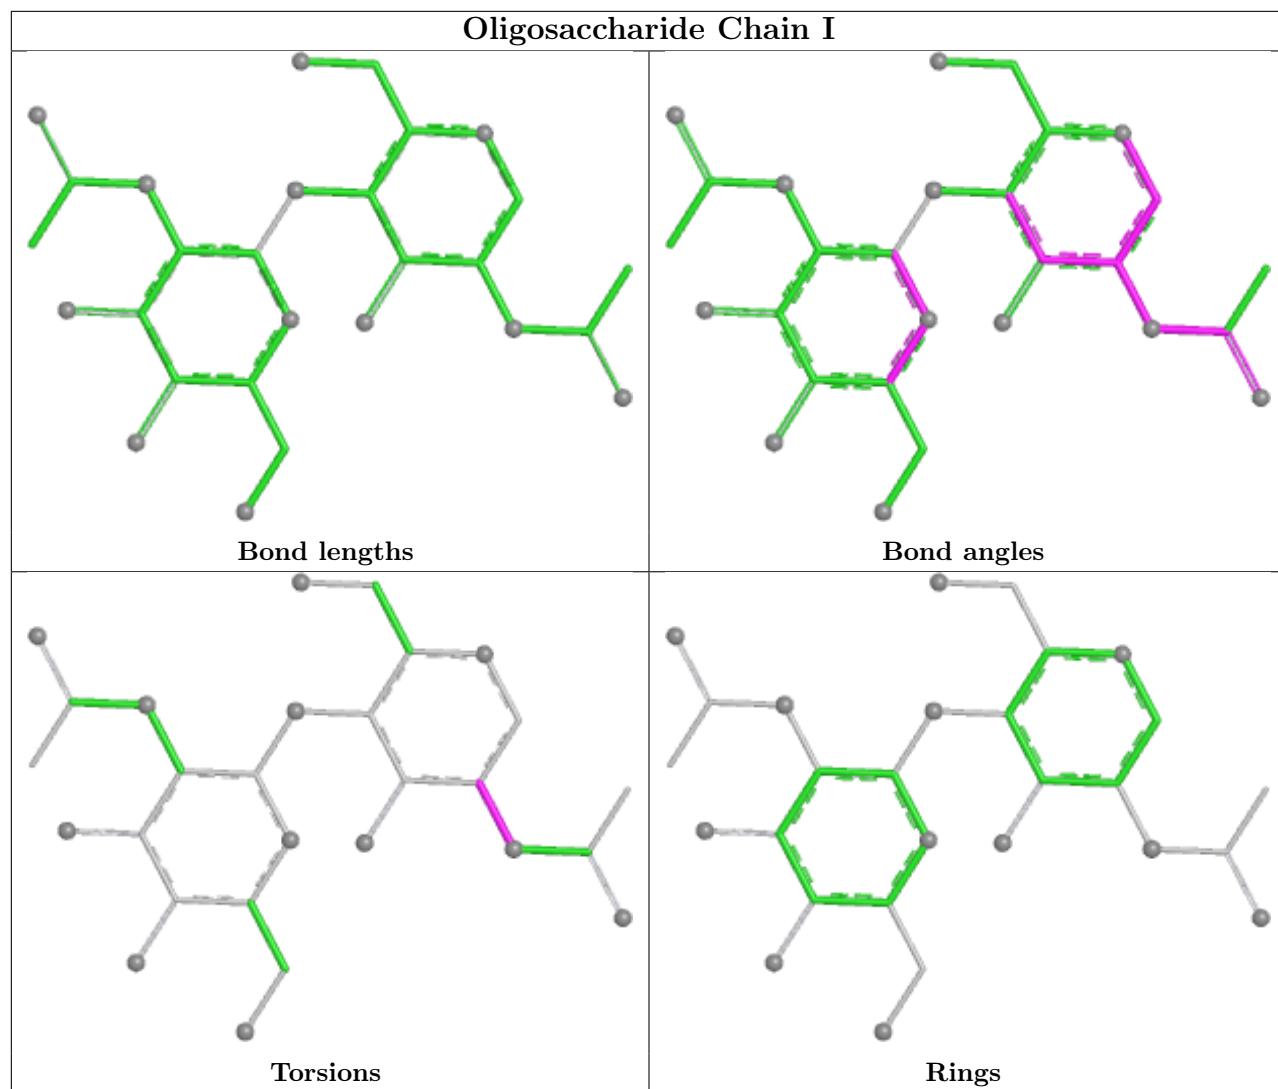 Oligosaccharide Chain I
Bond lengths
Bond angles
Torsions
Rings